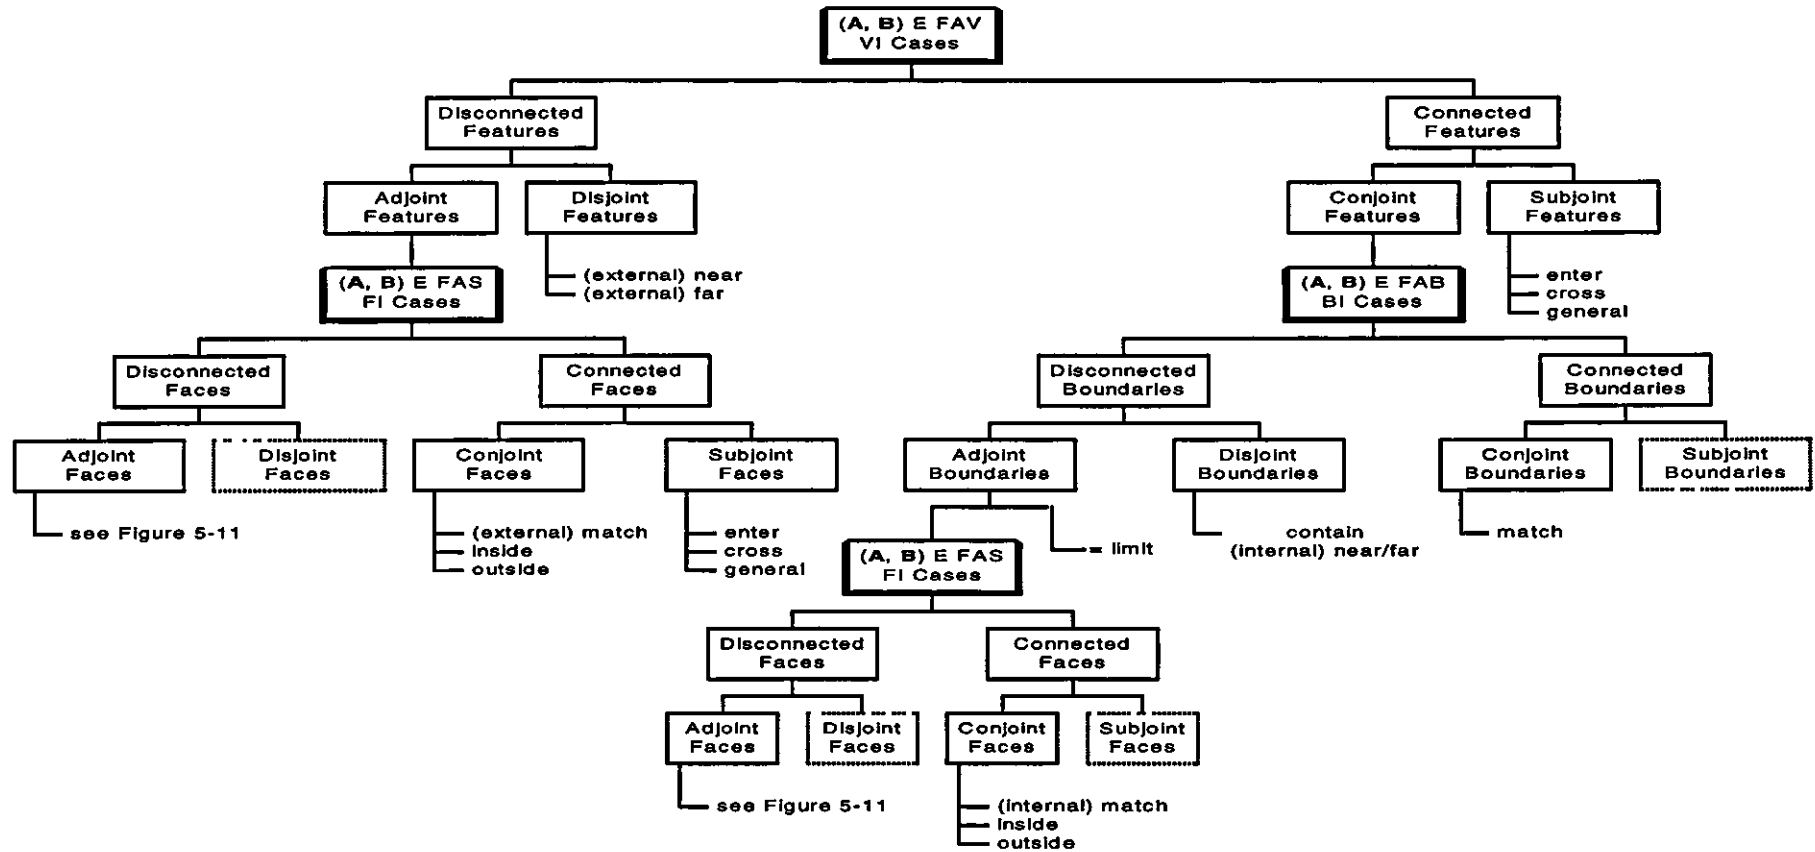 (A, B) E FAV
VI Cases
Disconnected
Features
Connected
Features
Adjoint
Features
Disjoint
Features
Conjoint
Features
Subjoint
Features
(external) near
(external) far
enter
cross
general
(A, B) E FAS
FI Cases
(A, B) E FAB
BI Cases
Disconnected
Faces
Connected
Faces
Disconnected
Boundaries
Connected
Boundaries
Adjoint
Faces
Disjoint
Faces
Conjoint
Faces
Subjoint
Faces
Adjoint
Boundaries
Disjoint
Boundaries
Conjoint
Boundaries
Subjoint
Boundaries
see Figure 5-11
(external) match
inside
outside
enter
cross
general
= limit
contain
(internal) near/far
match
(A, B) E FAS
FI Cases
Disconnected
Faces
Connected
Faces
Adjoint
Faces
Disjoint
Faces
Conjoint
Faces
Subjoint
Faces
see Figure 5-11
(internal) match
inside
outside